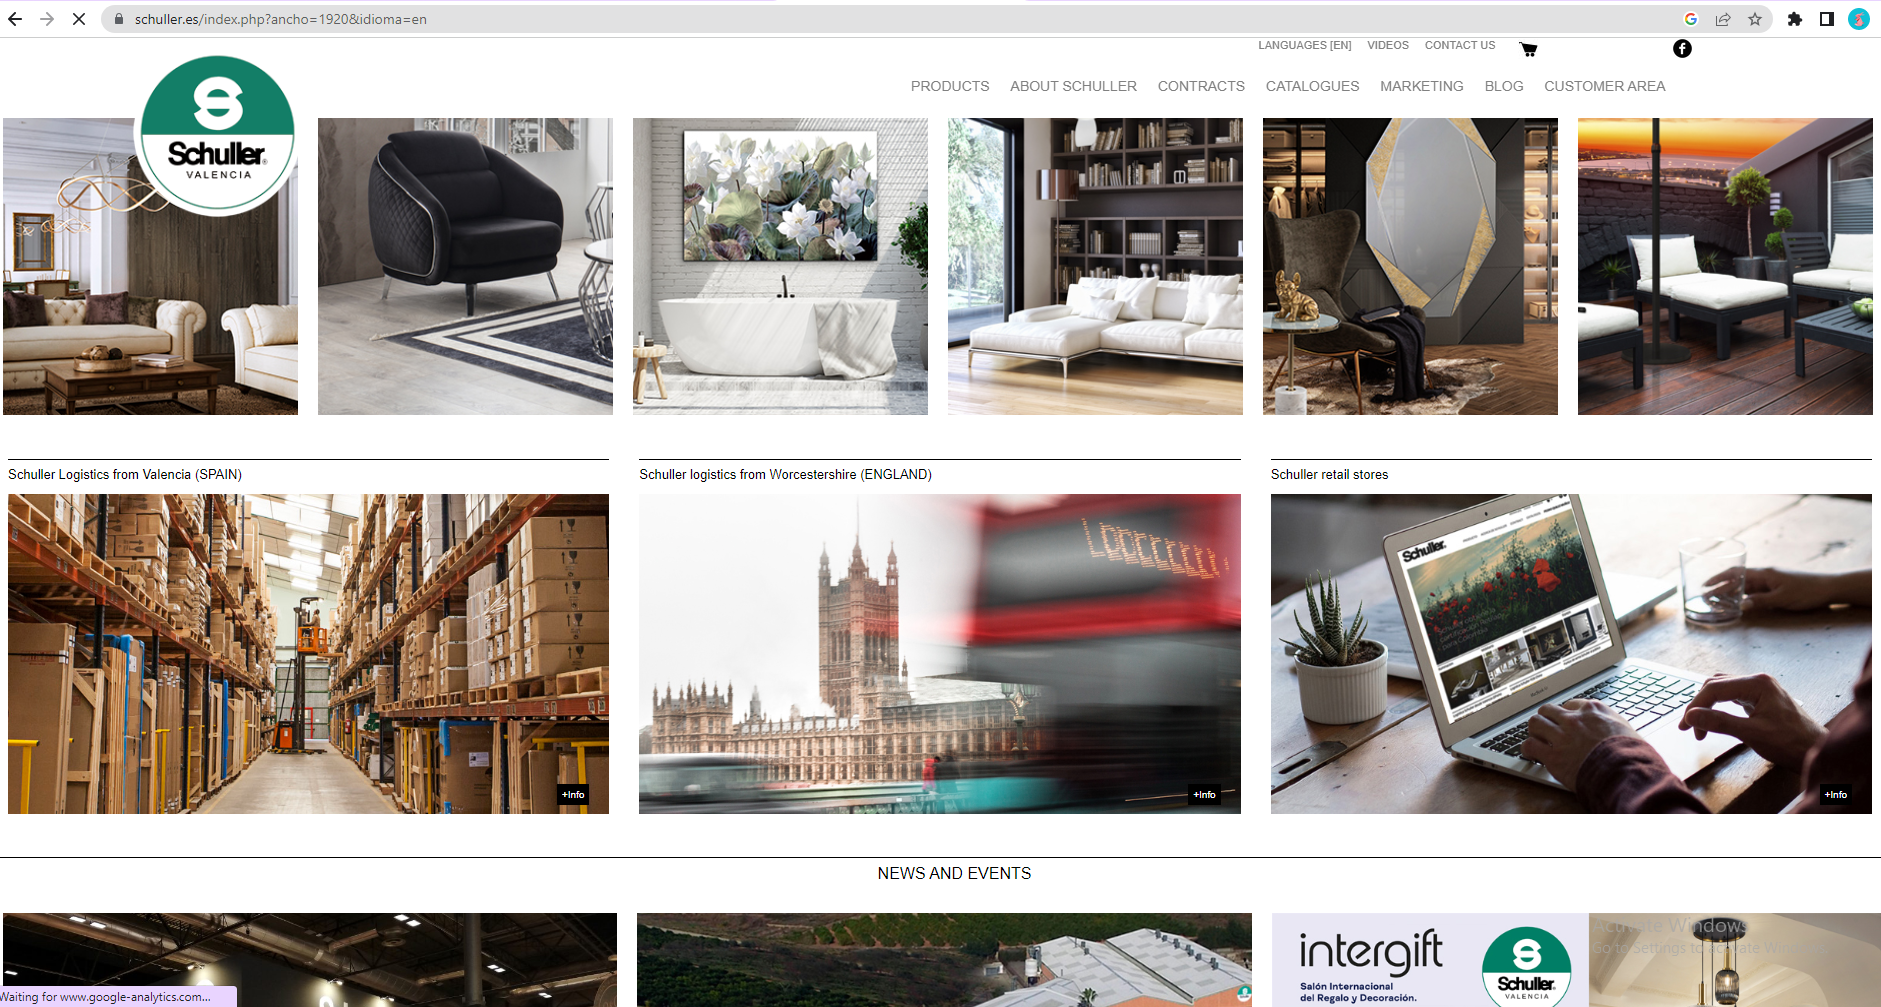 schuller.es/index.php?ancho=1920&idioma=en
LANGUAGES [EN] VIDEOS CONTACT US
PRODUCTS ABOUT SCHULLER CONTRACTS CATALOGUES MARKETING BLOG CUSTOMER AREA
S
Schuller®
VALENCIA
Schuller Logistics from Valencia (SPAIN)
Schuller logistics from Worcestershire (ENGLAND)
Schuller retail stores
Schuller
+Info
+Info
+Info
NEWS AND EVENTS
intergift
Salón Internacional
del Regalo y Decoración.
S
Schuller
VALENCIA
Activate Windows
Go to Settings to activate Windows.
Waiting for www.google-analytics.com...